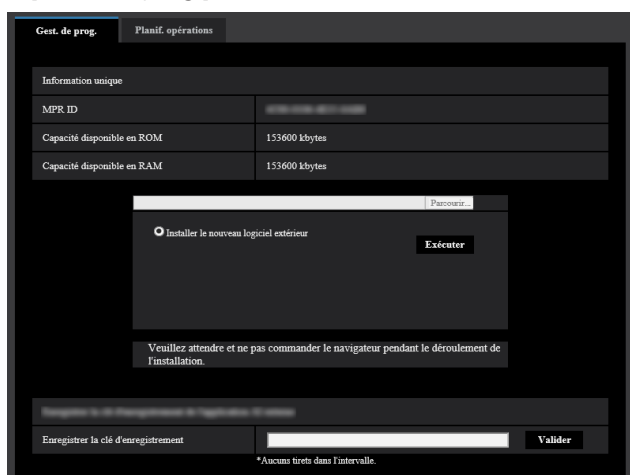 Gest. de prog.
Planif. opérations
Information unique
MPR ID
Capacité disponible en ROM
153600 kbytes
Capacité disponible en RAM
153600 kbytes
Parcourir...
Installer le nouveau logiciel extérieur
Exécuter
Veuillez attendre et ne pas commander le navigateur pendant le déroulement de
l'installation.
Enregistrer la clé d'enregistrement
Valider
*Aucuns tirets dans l'intervalle.